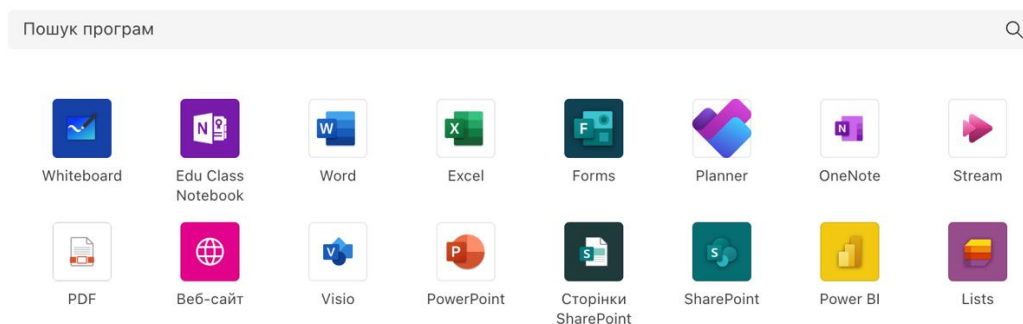 Пошук програм
Whiteboard
Edu Class
Notebook
Word
Excel
Forms
Planner
OneNote
Stream
PDF
Веб-сайт
Visio
PowerPoint
Сторінки
SharePoint
SharePoint
Power BI
Lists